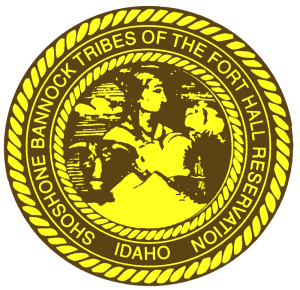 SHOSHONE BANNOCK TRIBES OF THE FORT HALL RESERVATION
IDAHO